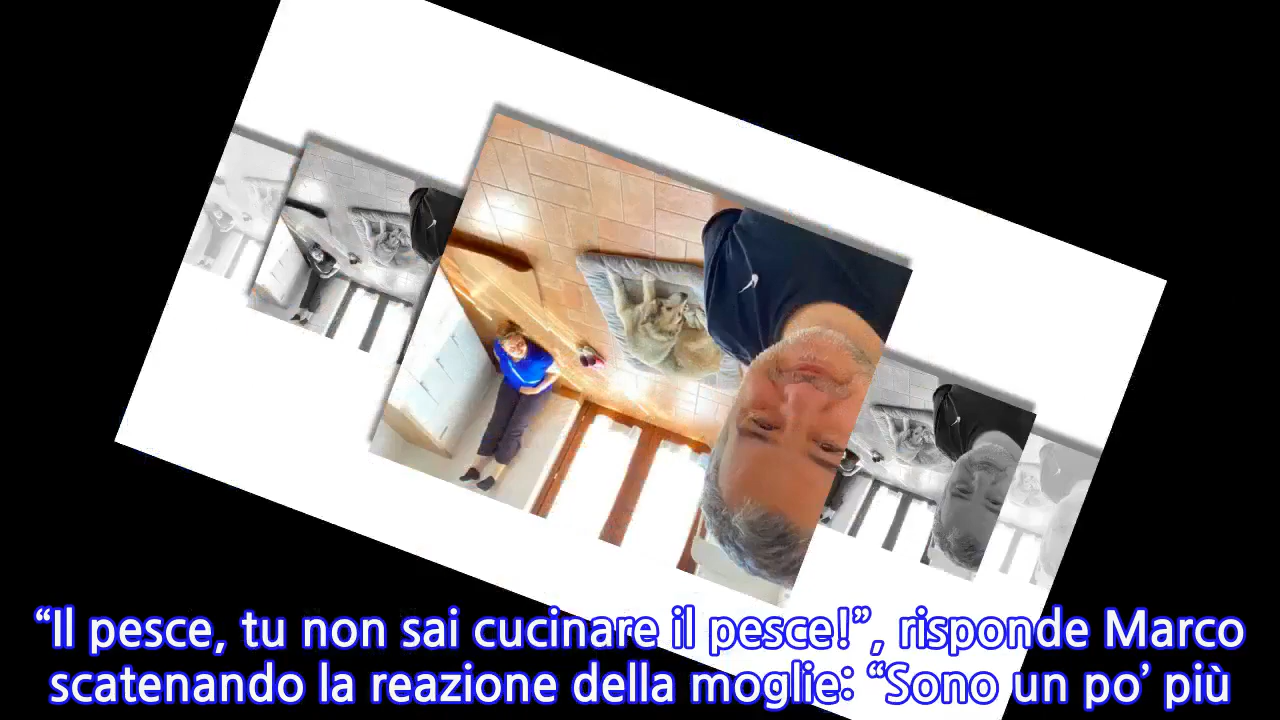 “Il pesce, tu non sai cucinare il pesce!”, risponde Marco
scatenando la reazione della moglie: “Sono un po’ più